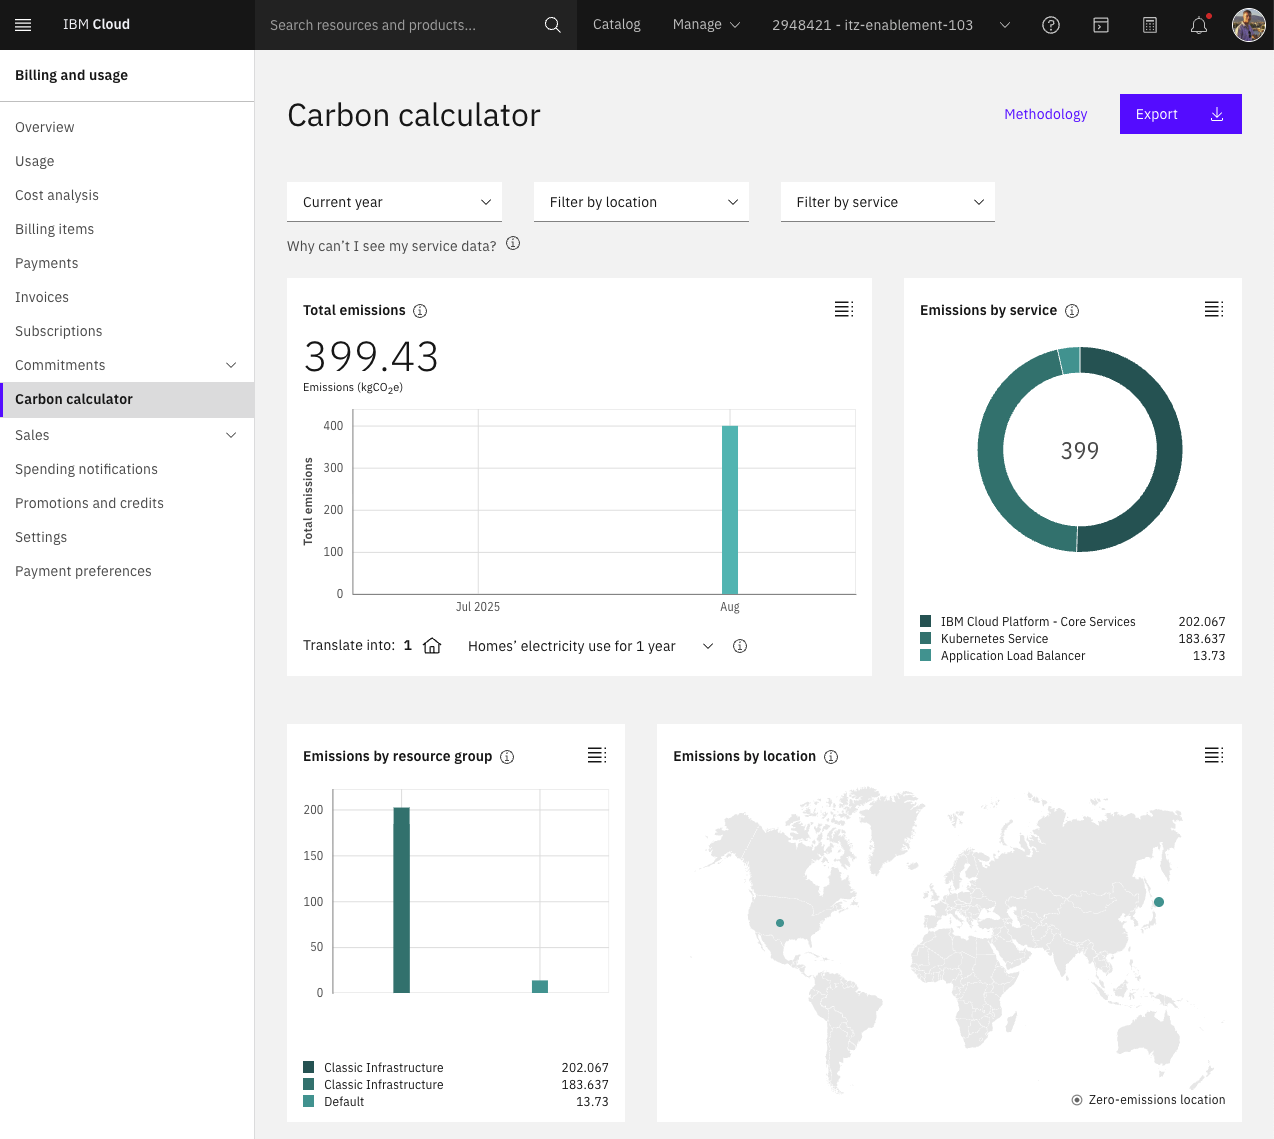 IBM Cloud
Search resources and products...
Catalog
Manage
2948421 - itz-enablement-103
Billing and usage
Overview
Usage
Cost analysis
Billing items
Payments
Invoices
Subscriptions
Commitments
Carbon calculator
Sales
Spending notifications
Promotions and credits
Settings
Payment preferences
Carbon calculator
Methodology
Export
Current year
Filter by location
Filter by service
Why can't I see my service data?
Total emissions
399.43
Emissions (kgCO₂e)
Total emissions
400
300
200
100
0
Jul 2025
Aug
Translate into: 1
Homes' electricity use for 1 year
Emissions by service
399
IBM Cloud Platform - Core Services 202.067
Kubernetes Service 183.637
Application Load Balancer 13.73
Emissions by resource group
200
150
100
50
0
Classic Infrastructure 202.067
Classic Infrastructure 183.637
Default 13.73
Emissions by location
Zero-emissions location